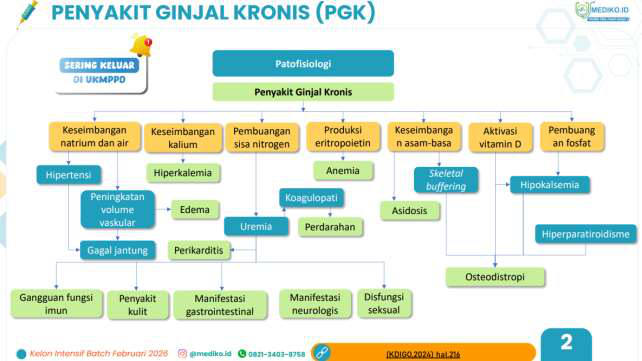 PENYAKIT GINJAL KRONIS (PGK)
MEDIKO.ID
SERING KELUAR
DI UKMPPD
Patofisiologi
Penyakit Ginjal Kronis
Keseimbangan
natrium dan air
Keseimbangan
kalium
Pembuangan
sisa nitrogen
Produksi
eritropoietin
Keseimbanga
n asam-basa
Aktivasi
vitamin D
Pembuang
an fosfat
Hipertensi
Hiperkalemia
Anemia
Skeletal
buffering
Hipokalsemia
Peningkatan
volume
vaskular
Edema
Koagulopati
Asidosis
Uremia
Perdarahan
Hiperparatiroidisme
Gagal jantung
Perikarditis
Osteodistropi
Gangguan fungsi
imun
Penyakit
kulit
Manifestasi
gastrointestinal
Manifestasi
neurologis
Disfungsi
seksual
Kelon Intensif Batch Februari 2026
@mediko.id
0821-3403-8758
(KDIGO,2024) hal.216
2